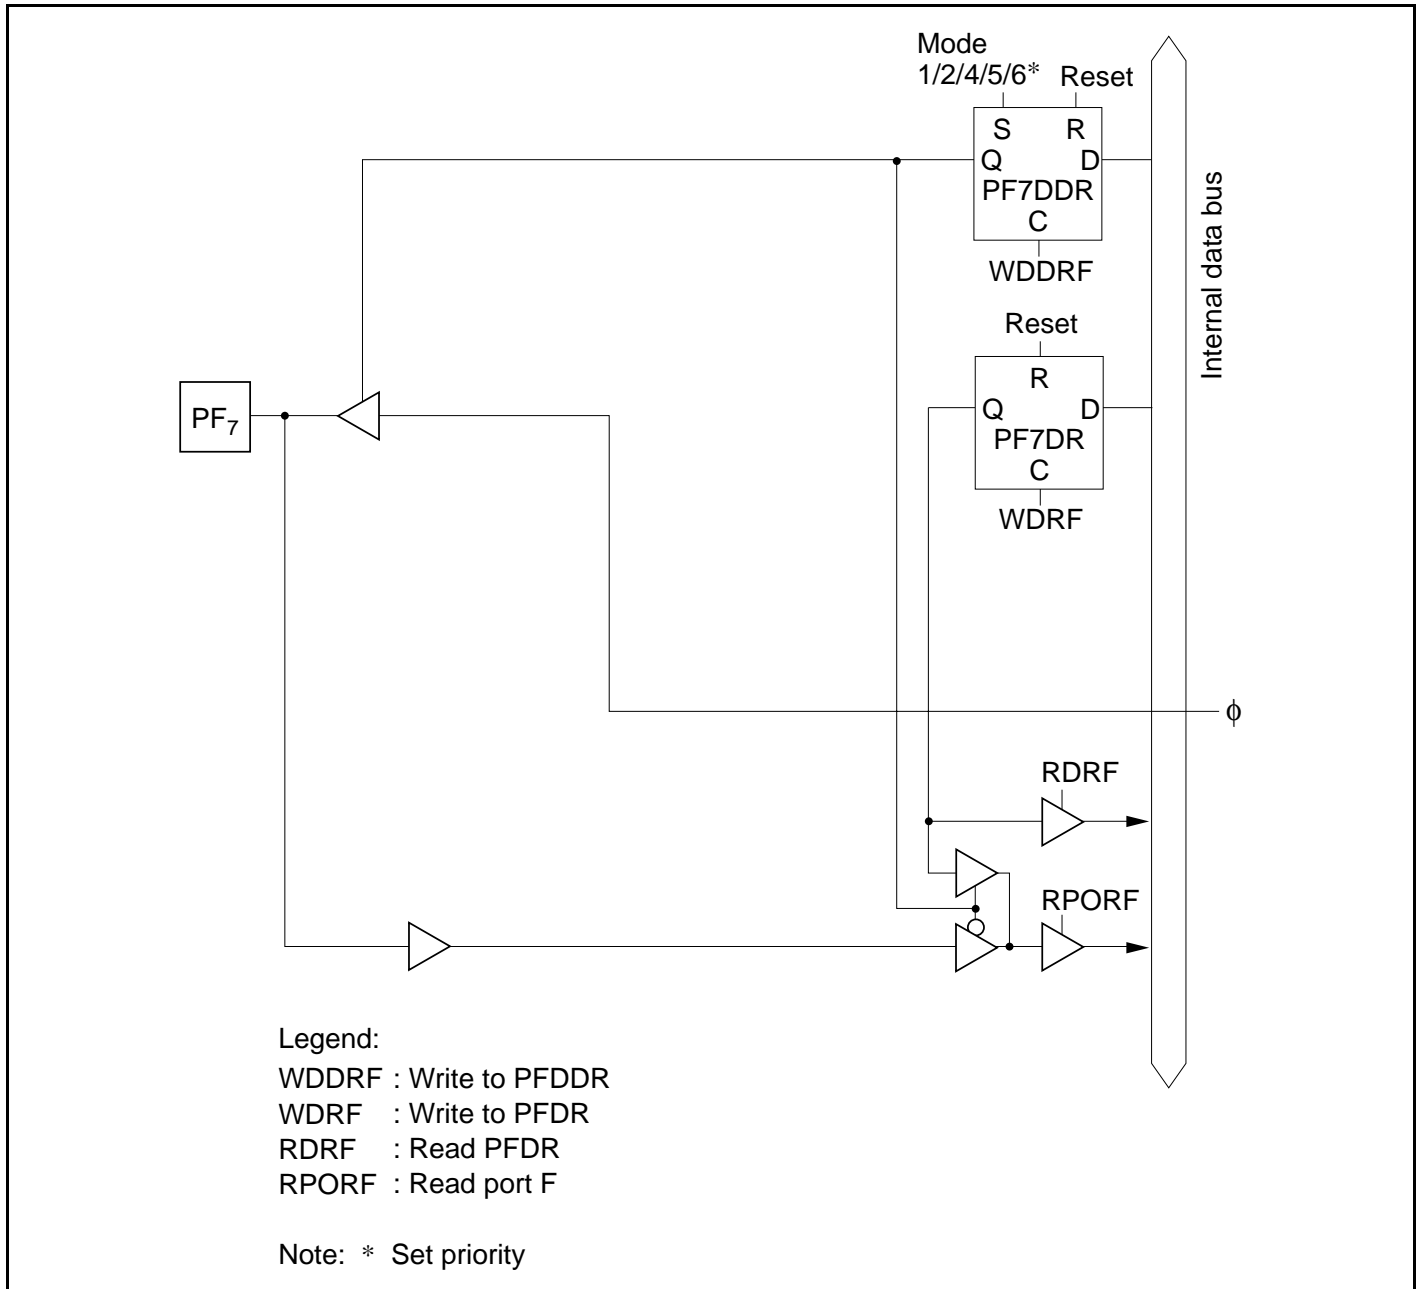 Mode
1/2/4/5/6* Reset
S R
Q D
PF7DDR
C
WDDRF
Internal data bus
Reset
R
Q D
PF7DR
C
WDRF
PF7
ϕ
RDRF
RPORF
Legend:
WDDRF : Write to PFDDR
WDRF : Write to PFDR
RDRF : Read PFDR
RPORF : Read port F
Note: * Set priority